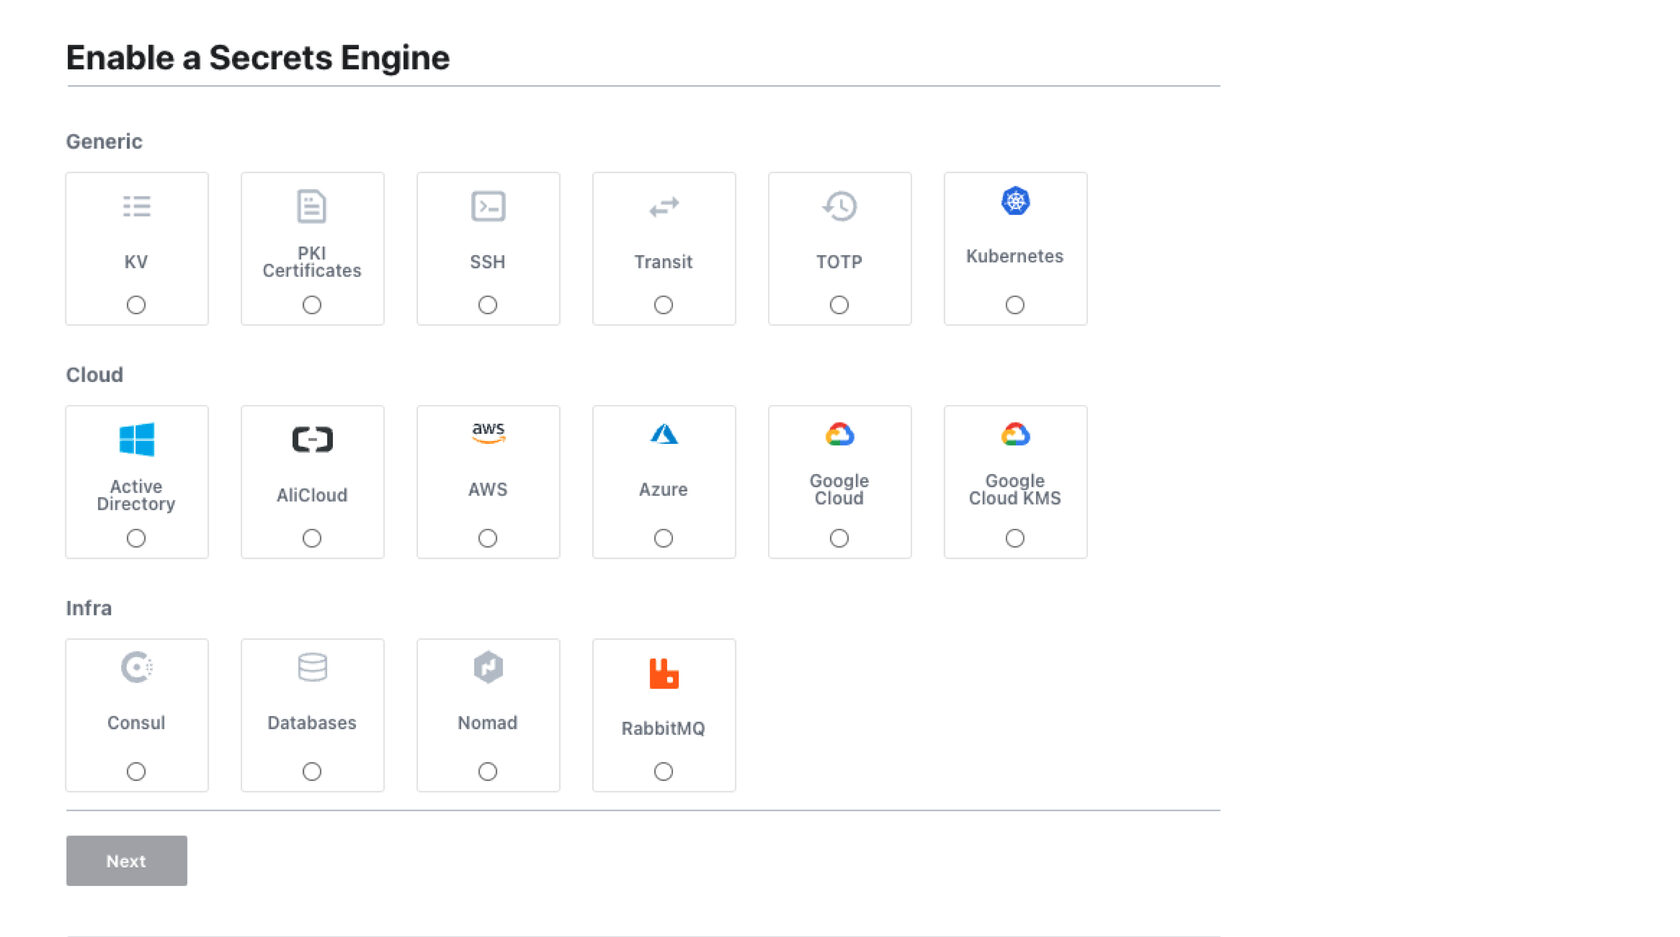 Enable a Secrets Engine
Generic
KV
PKI
Certificates
SSH
Transit
TOTP
Kubernetes
Cloud
Active
Directory
AliCloud
aws
AWS
Azure
Google
Cloud
Google
Cloud KMS
Infra
Consul
Databases
Nomad
RabbitMQ
Next